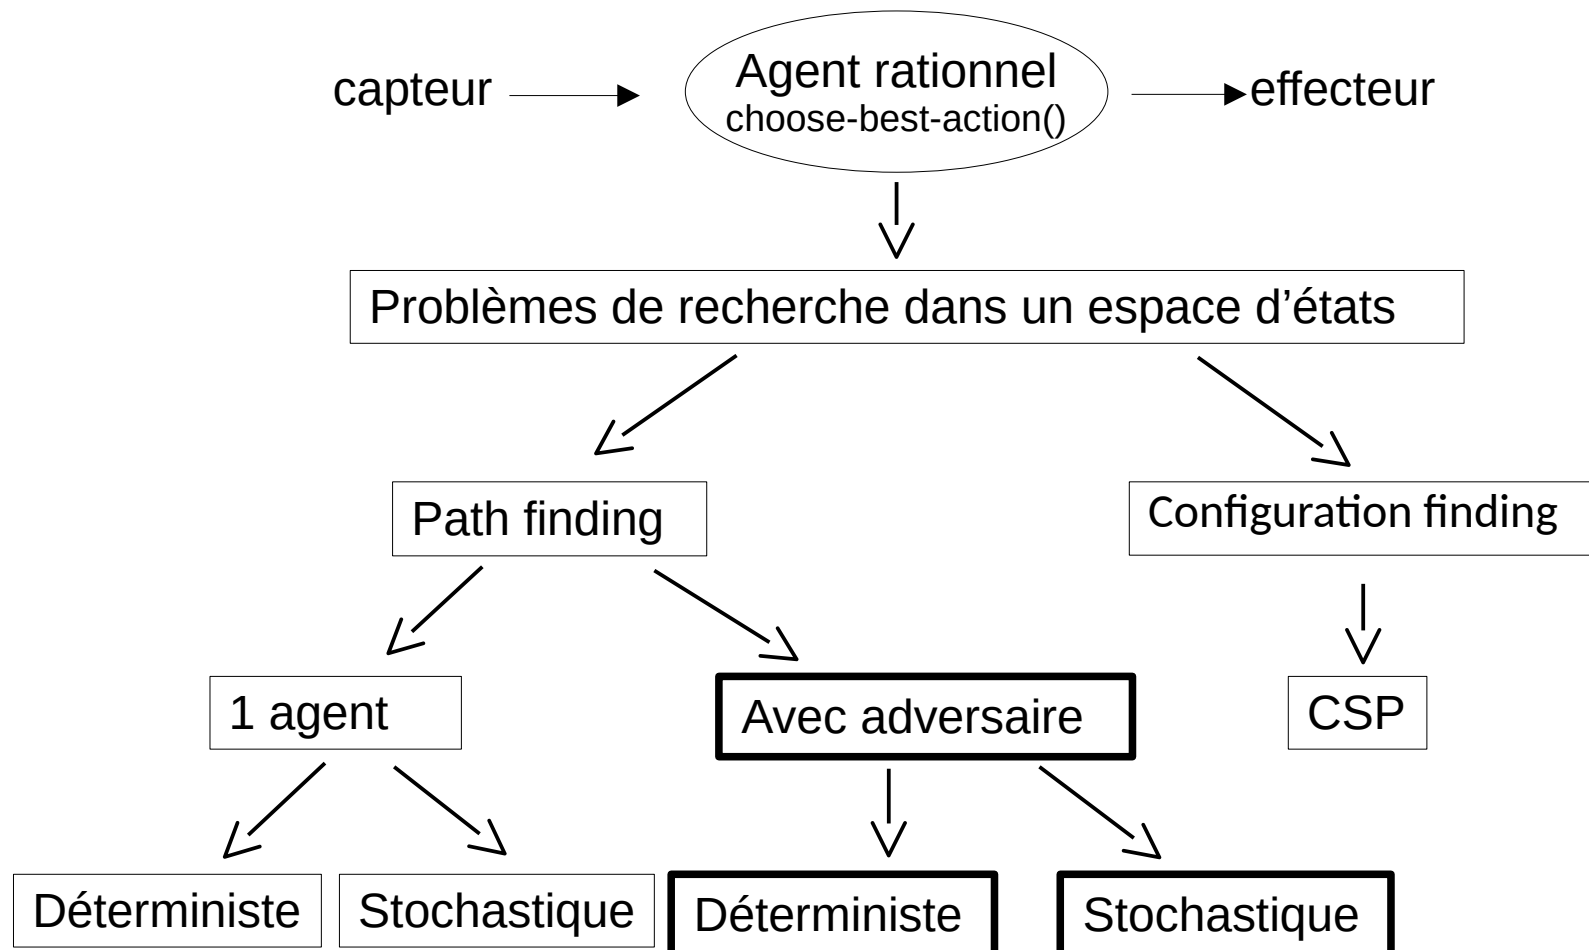 capteur
Agent rationnel
choose-best-action()
effecteur
Problèmes de recherche dans un espace d’états
Path finding
Configuration finding
1 agent
Avec adversaire
CSP
Déterministe
Stochastique
Déterministe
Stochastique